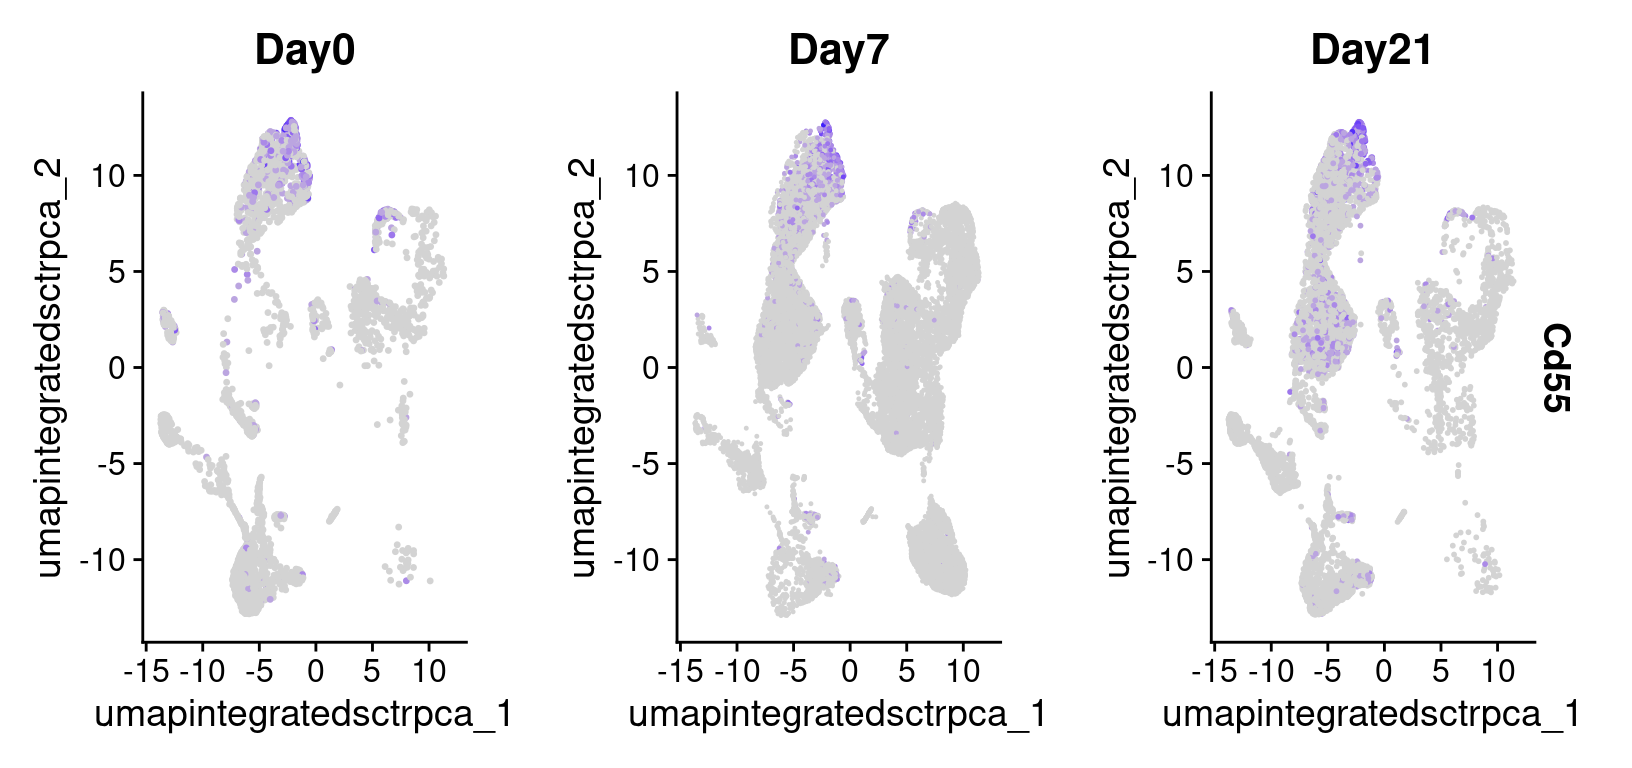 Day0
Day7
Day21
umapintegratedsctrpca_2
10
5
0
-5
-10
umapintegratedsctrpca_2
10
5
0
-5
-10
umapintegratedsctrpca_2
10
5
0
-5
-10
Cd55
-15 -10 -5 0 5 10
-15 -10 -5 0 5 10
-15 -10 -5 0 5 10
umapintegratedsctrpca_1
umapintegratedsctrpca_1
umapintegratedsctrpca_1